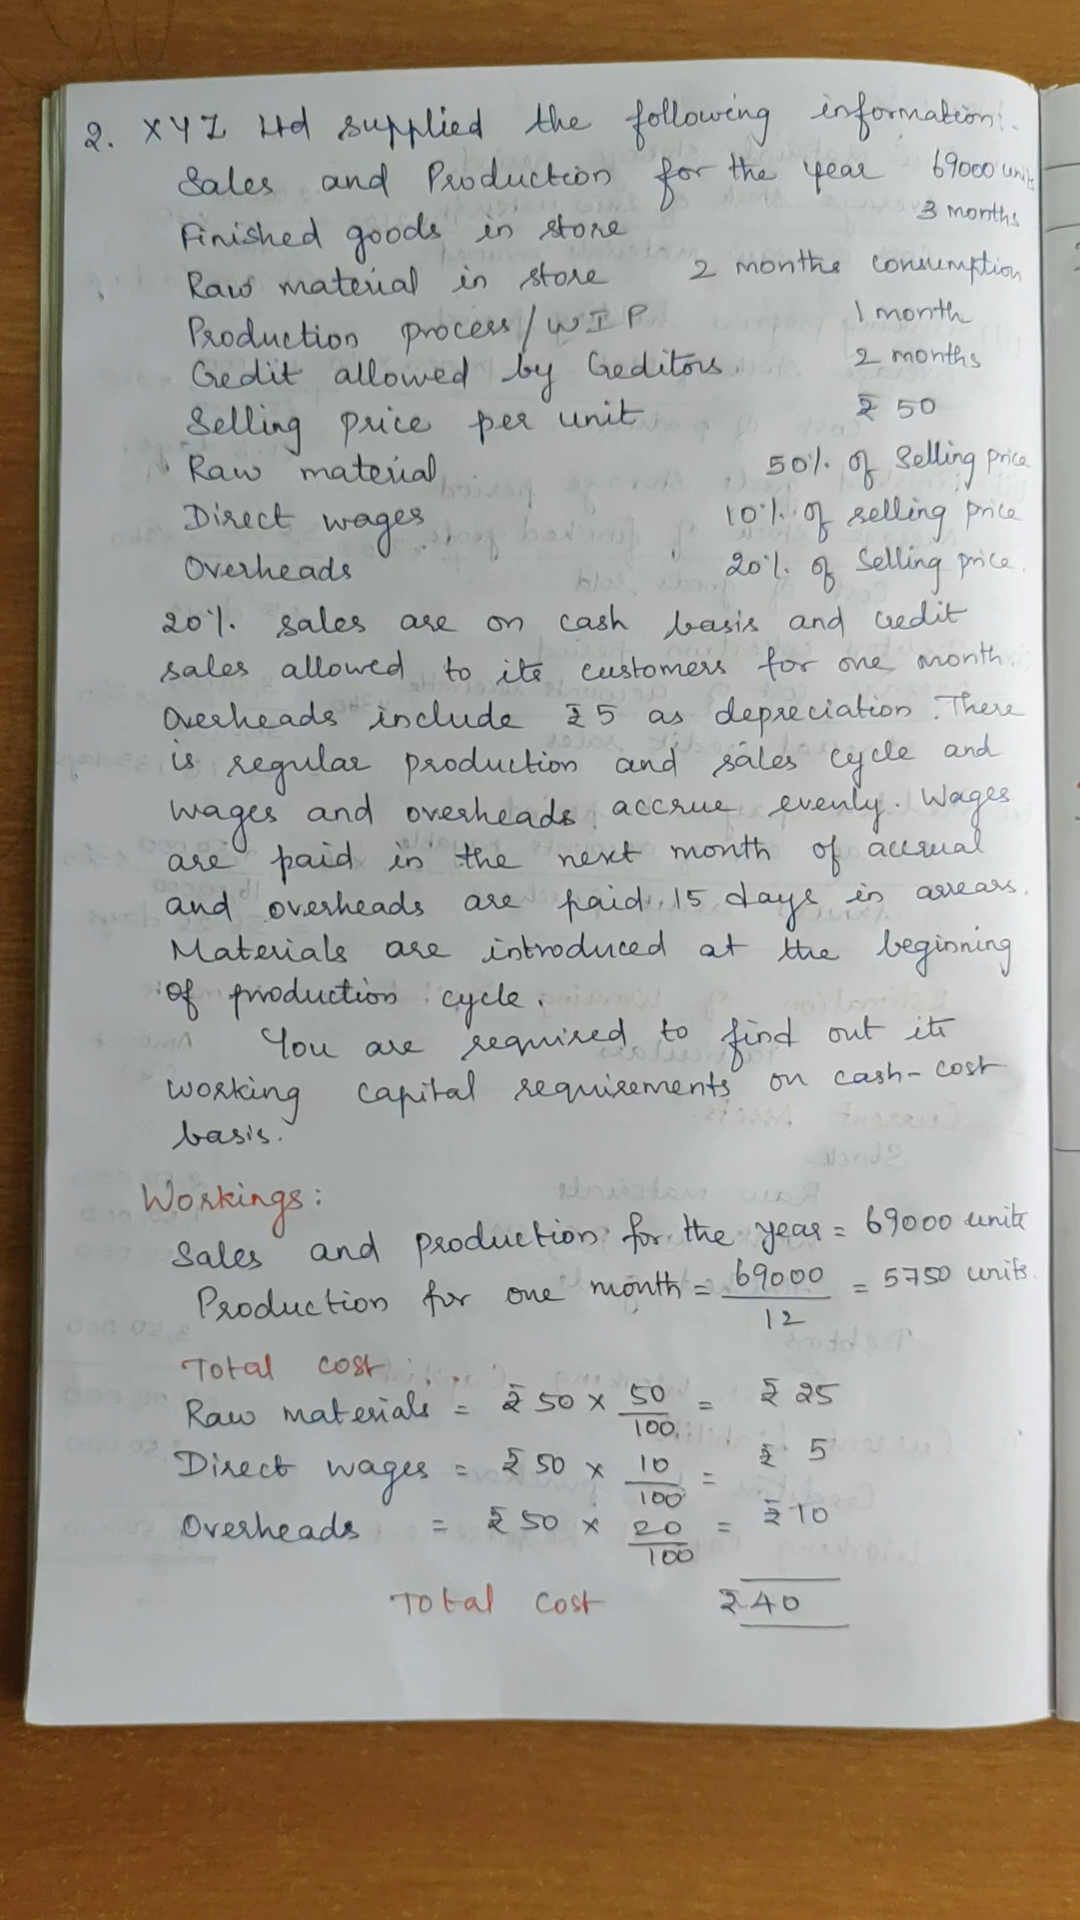 2. XYZ Ltd supplied the following information:
Sales and Production for the year 69000 units
Finished goods in store 3 months
Raw material in store 2 months consumption
Production process/WIP 1 month
Credit allowed by Creditors 2 months
Selling price per unit ₹ 50
Raw material 50% of Selling price
Direct wages 10% of selling price
Overheads 20% of Selling price.
20% sales are on cash basis and credit
sales allowed to its customers for one month.
Overheads include ₹5 as depreciation. There
is regular production and sales cycle and
wages and overheads accrue evenly. Wages
are paid in the next month of accrual
and overheads are paid 15 days in arrears.
Materials are introduced at the beginning
of production cycle.
You are required to find out its
working capital requirements on cash-cost
basis.
Workings:
Sales and production for the year = 69000 units
Production for one month = 69000/12 = 5750 units.
Total cost:
Raw materials = ₹50 × 50/100 = ₹ 25
Direct wages = ₹50 × 10/100 = ₹ 5
Overheads = ₹50 × 20/100 = ₹10
Total cost ₹40